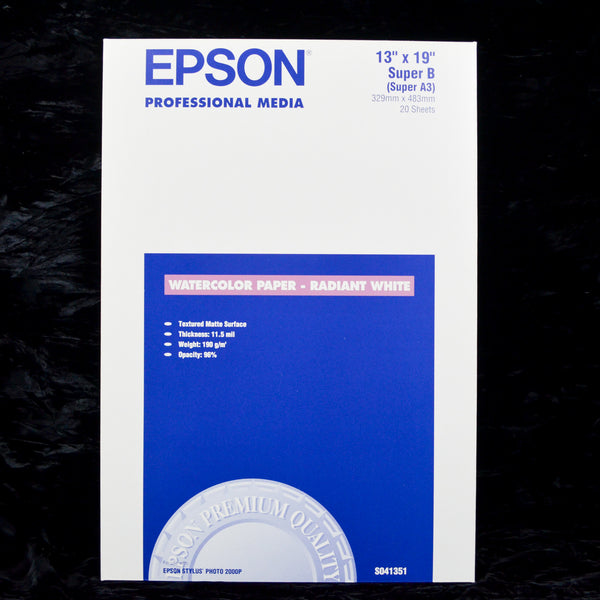 EPSON®
PROFESSIONAL MEDIA
13" x 19"
Super B
(Super A3)
329mm x 483mm
20 Sheets
WATERCOLOR PAPER - RADIANT WHITE
Textured Matte Surface
Thickness: 11.5 mil
Weight: 190 g/m²
Opacity: 96%
EPSON PREMIUM QUALITY
EPSON STYLUS® PHOTO 2000P
S041351